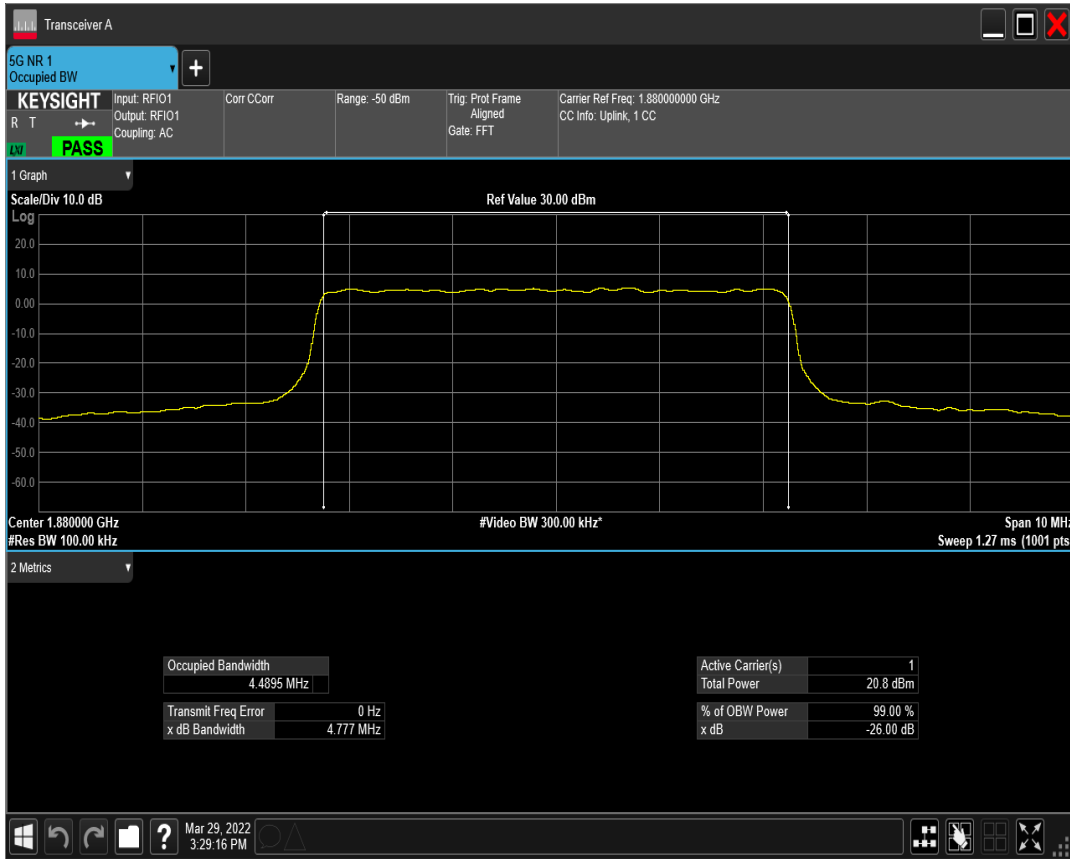 Transceiver A
5G NR 1
Occupied BW
+
KEYSIGHT
R T
LXI
PASS
Input: RFIO1
Output: RFIO1
Coupling: AC
Corr CCorr
Range: -50 dBm
Trig: Prot Frame
Aligned
Gate: FFT
Carrier Ref Freq: 1.880000000 GHz
CC Info: Uplink, 1 CC
1 Graph
Scale/Div 10.0 dB
Ref Value 30.00 dBm
Log
20.0
10.0
0.00
-10.0
-20.0
-30.0
-40.0
-50.0
-60.0
Center 1.880000 GHz
#Video BW 300.00 kHz*
Span 10 MHz
#Res BW 100.00 kHz
Sweep 1.27 ms (1001 pts
2 Metrics
Occupied Bandwidth
4.4895 MHz
Transmit Freq Error 0 Hz
x dB Bandwidth 4.777 MHz
Active Carrier(s) 1
Total Power 20.8 dBm
% of OBW Power 99.00 %
x dB -26.00 dB
?
Mar 29, 2022
3:29:16 PM